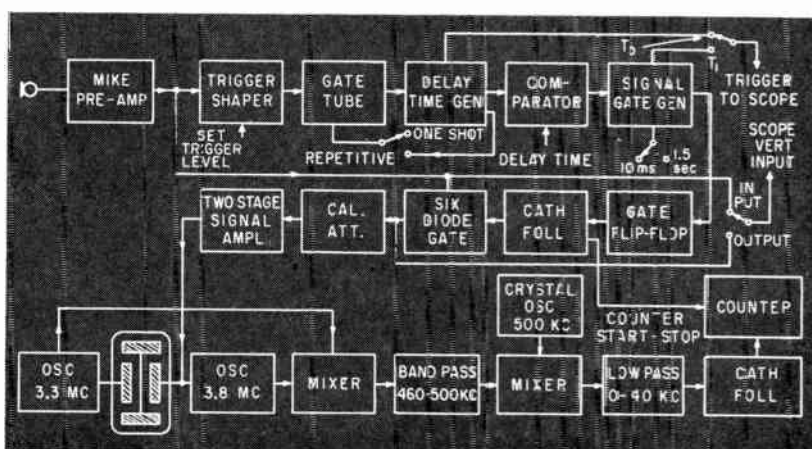 MIKE
PRE-AMP
TRIGGER
SHAPER
GATE
TUBE
DELAY
TIME GEN
COM-
PARATOR
SIGNAL
GATE GEN
TD
T1
TRIGGER
TO SCOPE
SET
TRIGGER
LEVEL
ONE SHOT
REPETITIVE
DELAY TIME
10 ms
1.5
sec
SCOPE
VERT
INPUT
TWO STAGE
SIGNAL
AMPL
CAL.
ATT.
SIX
DIODE
GATE
CATH
FOLL
GATE
FLIP-FLOP
IN
PUT
OUTPUT
CRYSTAL
OSC
500 KC
COUNTER
START-STOP
COUNTER
OSC
3.3 MC
OSC
3.8 MC
MIXER
BAND PASS
460-500KC
MIXER
LOW PASS
0-40 KC
CATH
FOLL